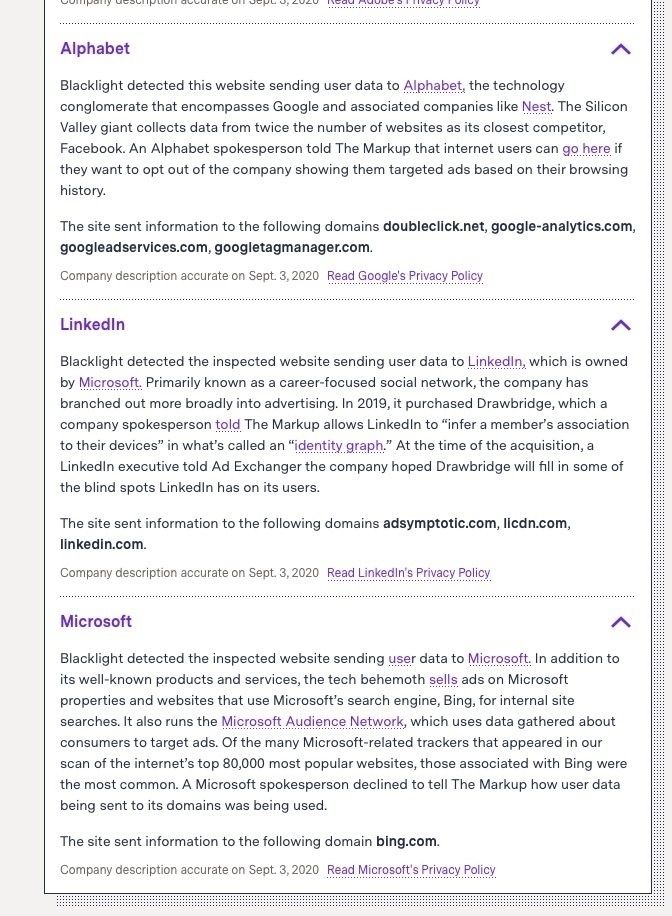 Company description accurate on Sept. 3, 2020 Read Adobe's Privacy Policy
Alphabet
Blacklight detected this website sending user data to Alphabet, the technology
conglomerate that encompasses Google and associated companies like Nest. The Silicon
Valley giant collects data from twice the number of websites as its closest competitor,
Facebook. An Alphabet spokesperson told The Markup that internet users can go here if
they want to opt out of the company showing them targeted ads based on their browsing
history.
The site sent information to the following domains doubleclick.net, google-analytics.com,
googleadservices.com, googletagmanager.com.
Company description accurate on Sept. 3, 2020 Read Google's Privacy Policy
LinkedIn
Blacklight detected the inspected website sending user data to LinkedIn, which is owned
by Microsoft. Primarily known as a career-focused social network, the company has
branched out more broadly into advertising. In 2019, it purchased Drawbridge, which a
company spokesperson told The Markup allows LinkedIn to “infer a member’s association
to their devices” in what’s called an “identity graph.” At the time of the acquisition, a
LinkedIn executive told Ad Exchanger the company hoped Drawbridge will fill in some of
the blind spots LinkedIn has on its users.
The site sent information to the following domains adsymptotic.com, licdn.com,
linkedin.com.
Company description accurate on Sept. 3, 2020 Read LinkedIn's Privacy Policy
Microsoft
Blacklight detected the inspected website sending user data to Microsoft. In addition to
its well-known products and services, the tech behemoth sells ads on Microsoft
properties and websites that use Microsoft’s search engine, Bing, for internal site
searches. It also runs the Microsoft Audience Network, which uses data gathered about
consumers to target ads. Of the many Microsoft-related trackers that appeared in our
scan of the internet’s top 80,000 most popular websites, those associated with Bing were
the most common. A Microsoft spokesperson declined to tell The Markup how user data
being sent to its domains was being used.
The site sent information to the following domain bing.com.
Company description accurate on Sept. 3, 2020 Read Microsoft's Privacy Policy